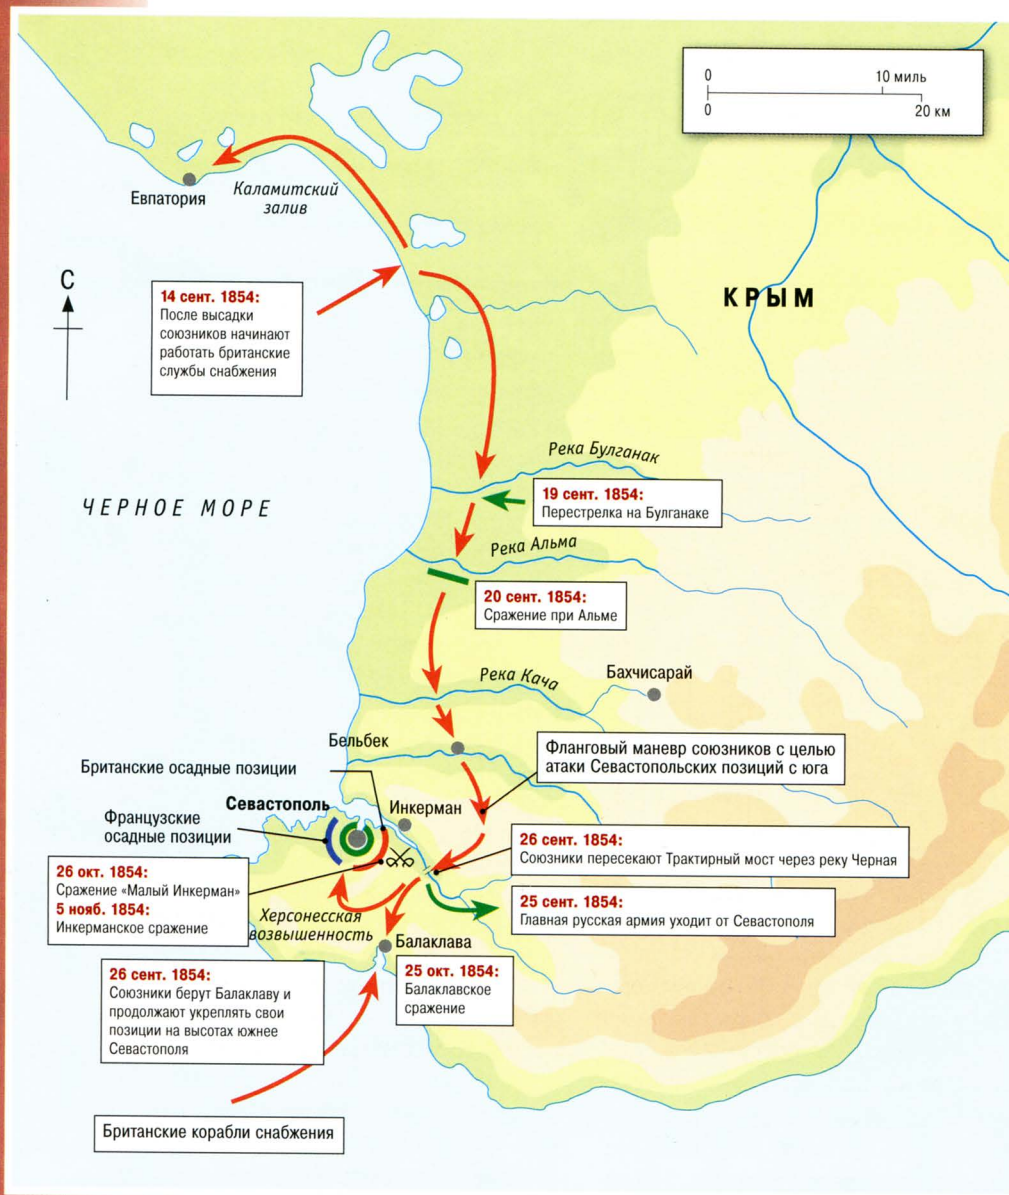 0 10 миль
0 20 км
Евпатория
Каламитский
залив
С
14 сент. 1854:
После высадки
союзников начинают
работать британские
службы снабжения
КРЫМ
Река Булганак
19 сент. 1854:
Перестрелка на Булганаке
ЧЕРНОЕ МОРЕ
Река Альма
20 сент. 1854:
Сражение при Альме
Река Кача
Бахчисарай
Бельбек
Фланговый маневр союзников с целью
атаки Севастопольских позиций с юга
Британские осадные позиции
Севастополь
Инкерман
Французские
осадные позиции
26 сент. 1854:
Союзники пересекают Трактирный мост через реку Черная
26 окт. 1854:
Сражение «Малый Инкерман»
5 нояб. 1854:
Инкерманское сражение
25 сент. 1854:
Главная русская армия уходит от Севастополя
Херсонесская
возвышенность
Балаклава
26 сент. 1854:
Союзники берут Балаклаву и
продолжают укреплять свои
позиции на высотах южнее
Севастополя
25 окт. 1854:
Балаклавское
сражение
Британские корабли снабжения